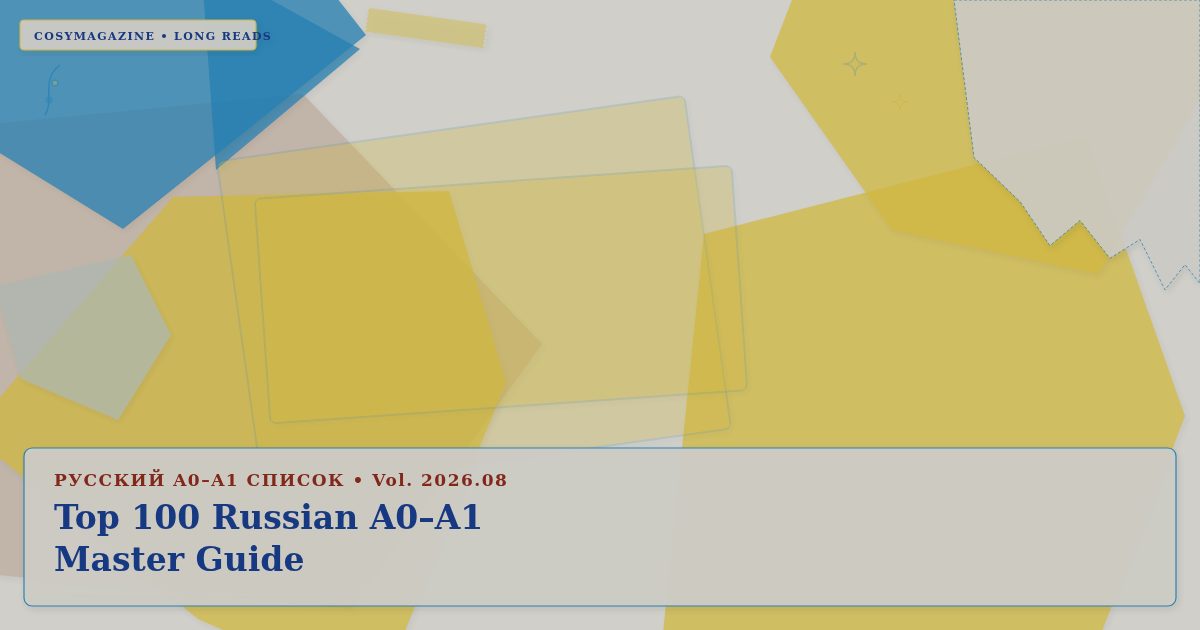 COSYMAGAZINE • LONG READS
РУССКИЙ A0–A1 СПИСОК • Vol. 2026.08
Top 100 Russian A0–A1
Master Guide